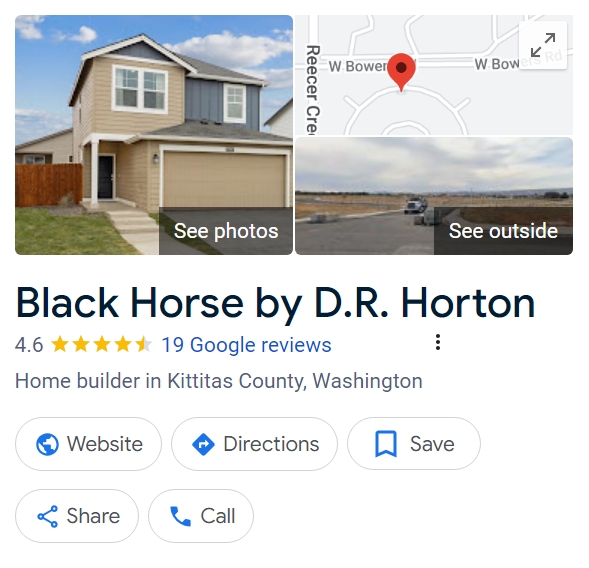 Reecer Cree
W Bower
W Bowers Rd
See photos
See outside
Black Horse by D.R. Horton
4.6 19 Google reviews
Home builder in Kittitas County, Washington
Website Directions Save
Share Call